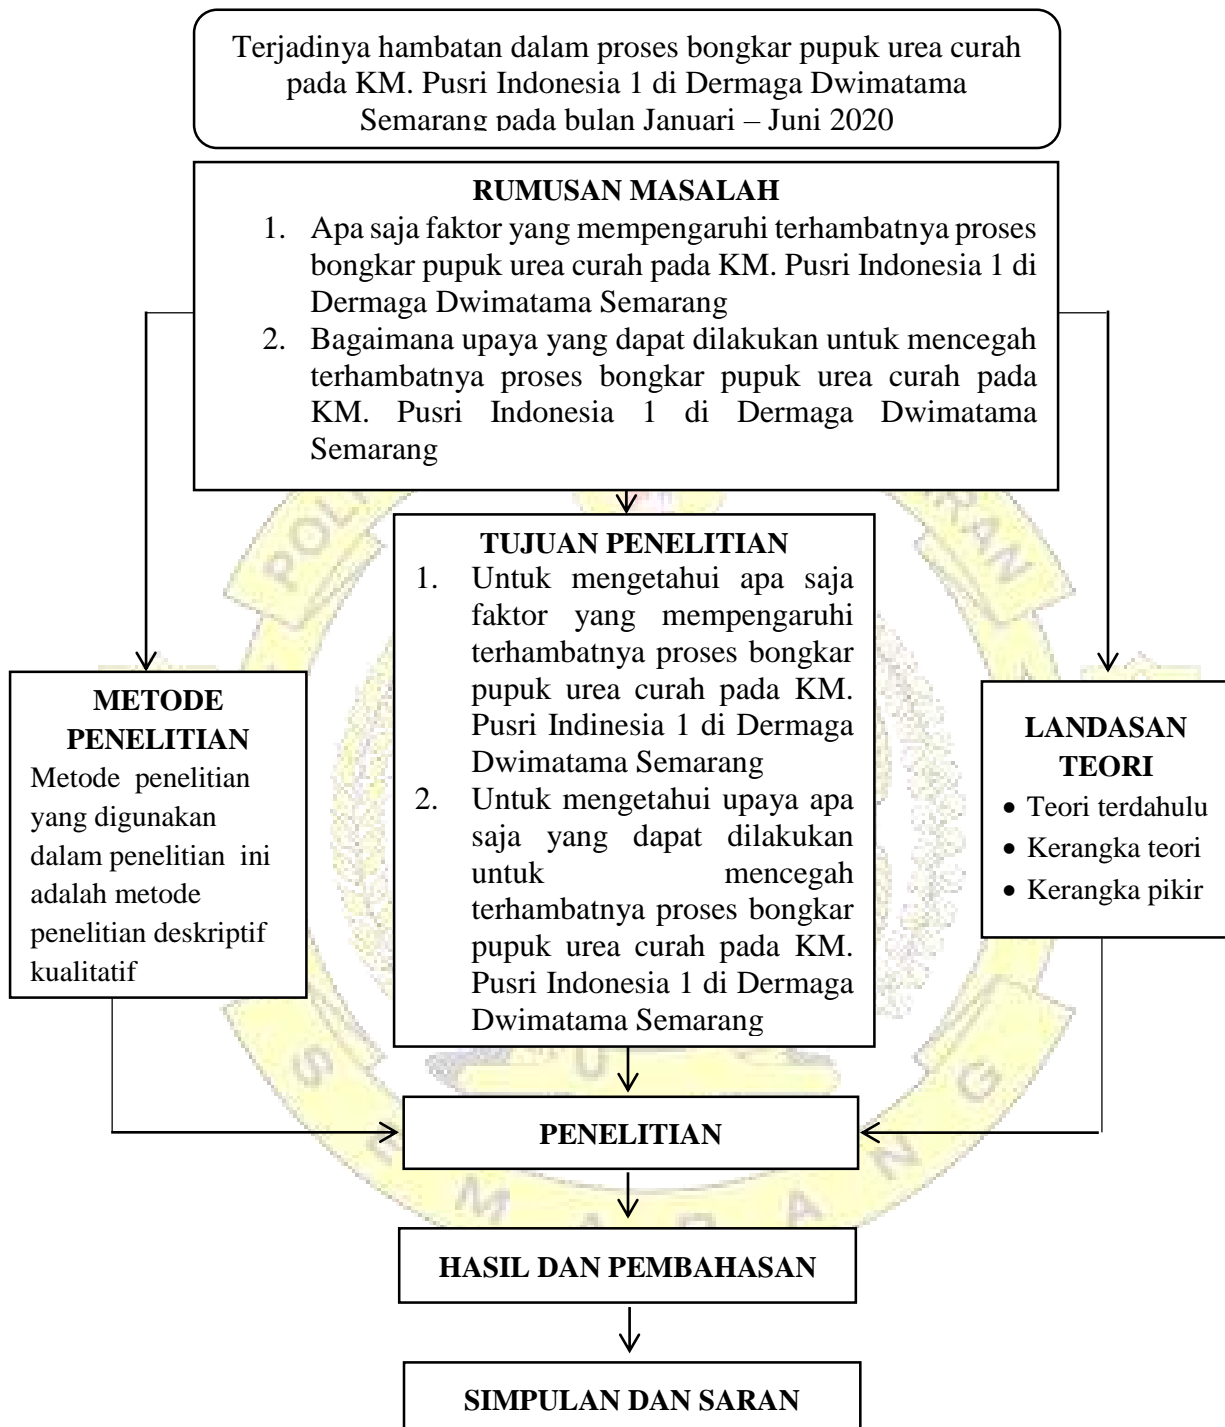 Terjadinya hambatan dalam proses bongkar pupuk urea curah
pada KM. Pusri Indonesia 1 di Dermaga Dwimatama
Semarang pada bulan Januari – Juni 2020
RUMUSAN MASALAH
1. Apa saja faktor yang mempengaruhi terhambatnya proses
bongkar pupuk urea curah pada KM. Pusri Indonesia 1 di
Dermaga Dwimatama Semarang
2. Bagaimana upaya yang dapat dilakukan untuk mencegah
terhambatnya proses bongkar pupuk urea curah pada
KM. Pusri Indonesia 1 di Dermaga Dwimatama
Semarang
TUJUAN PENELITIAN
1. Untuk mengetahui apa saja
faktor yang mempengaruhi
terhambatnya proses bongkar
pupuk urea curah pada KM.
Pusri Indinesia 1 di Dermaga
Dwimatama Semarang
2. Untuk mengetahui upaya apa
saja yang dapat dilakukan
untuk mencegah
terhambatnya proses bongkar
pupuk urea curah pada KM.
Pusri Indonesia 1 di Dermaga
Dwimatama Semarang
METODE
PENELITIAN
Metode penelitian
yang digunakan
dalam penelitian ini
adalah metode
penelitian deskriptif
kualitatif
LANDASAN
TEORI
• Teori terdahulu
• Kerangka teori
• Kerangka pikir
PENELITIAN
HASIL DAN PEMBAHASAN
SIMPULAN DAN SARAN